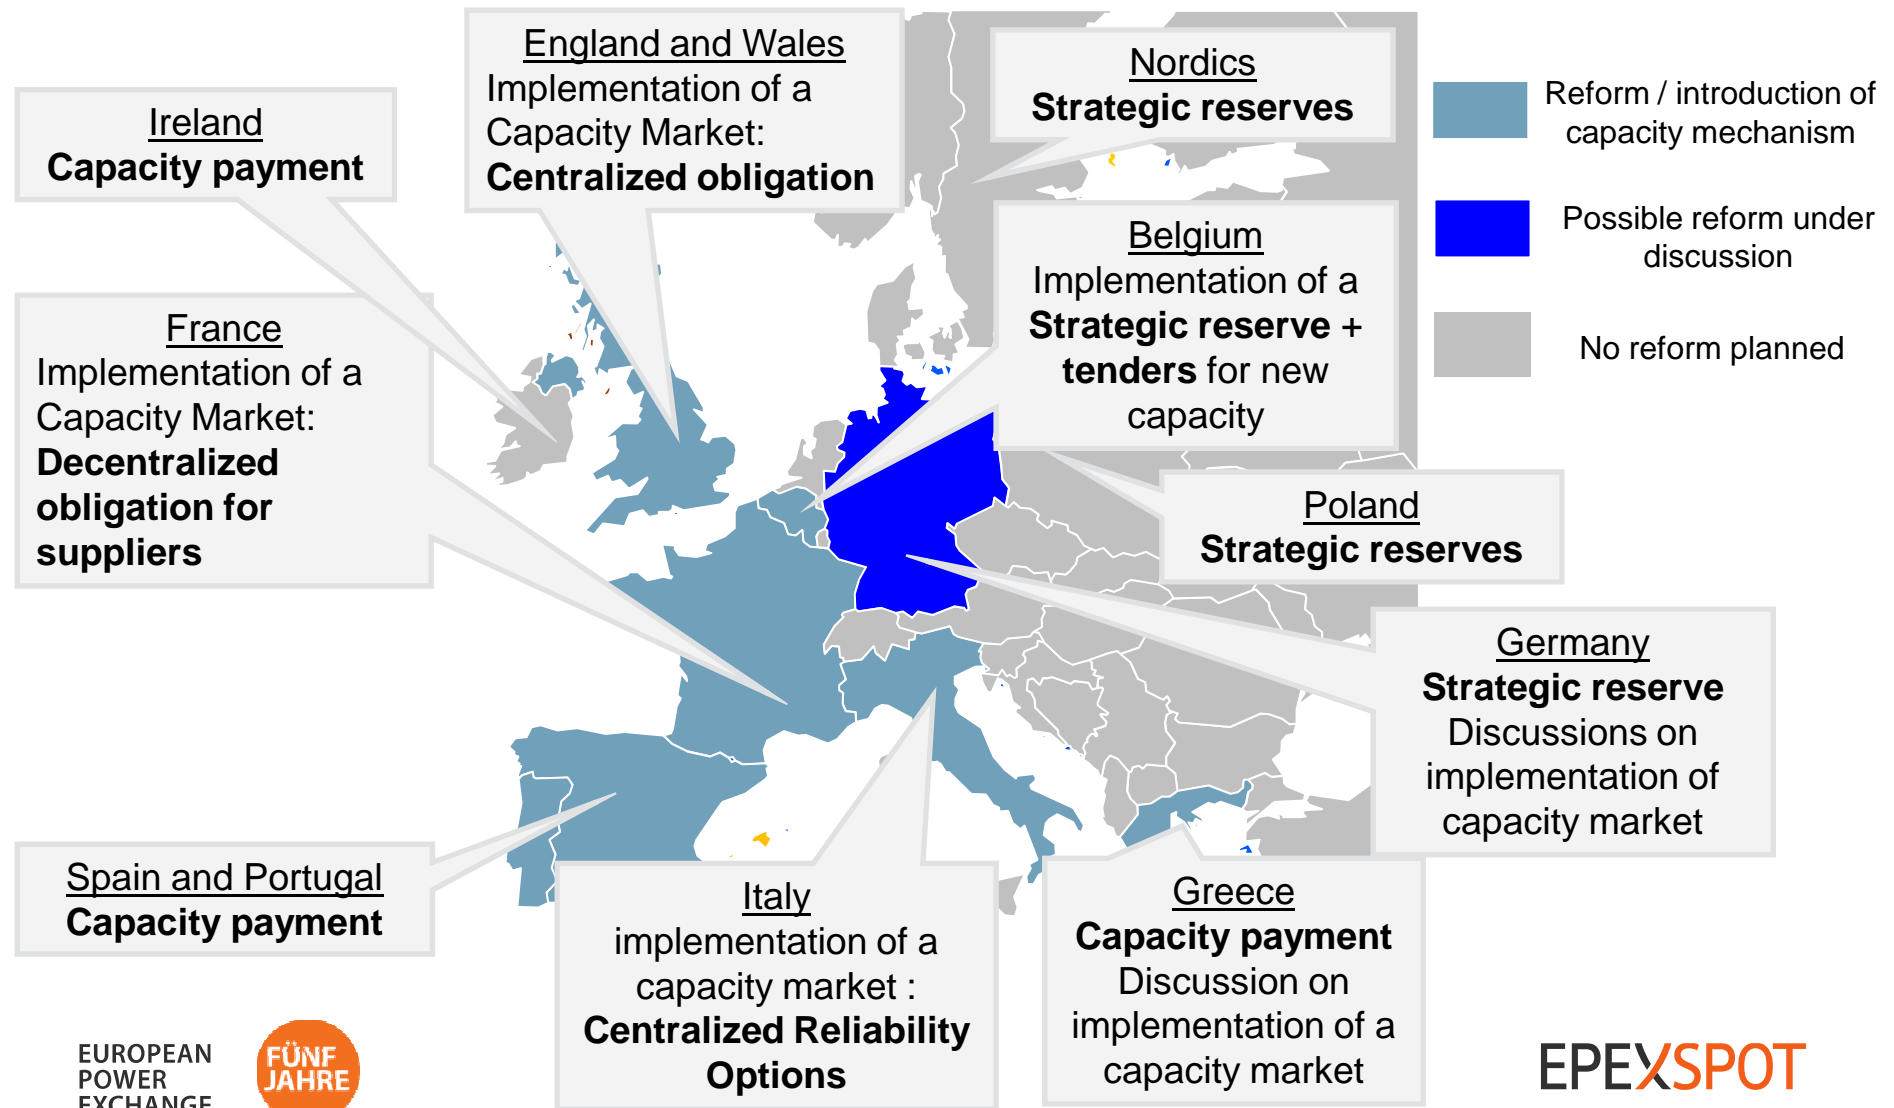 England and Wales
Implementation of a
Capacity Market:
Centralized obligation
Nordics
Strategic reserves
Reform / introduction of
capacity mechanism
Ireland
Capacity payment
Possible reform under
discussion
Belgium
Implementation of a
Strategic reserve +
tenders for new
capacity
No reform planned
France
Implementation of a
Capacity Market:
Decentralized
obligation for
suppliers
Poland
Strategic reserves
Germany
Strategic reserve
Discussions on
implementation of
capacity market
Spain and Portugal
Capacity payment
Italy
implementation of a
capacity market :
Centralized Reliability
Options
Greece
Capacity payment
Discussion on
implementation of a
capacity market
EUROPEAN
POWER
EXCHANGE
FÜNF
JAHRE
EPEXSPOT